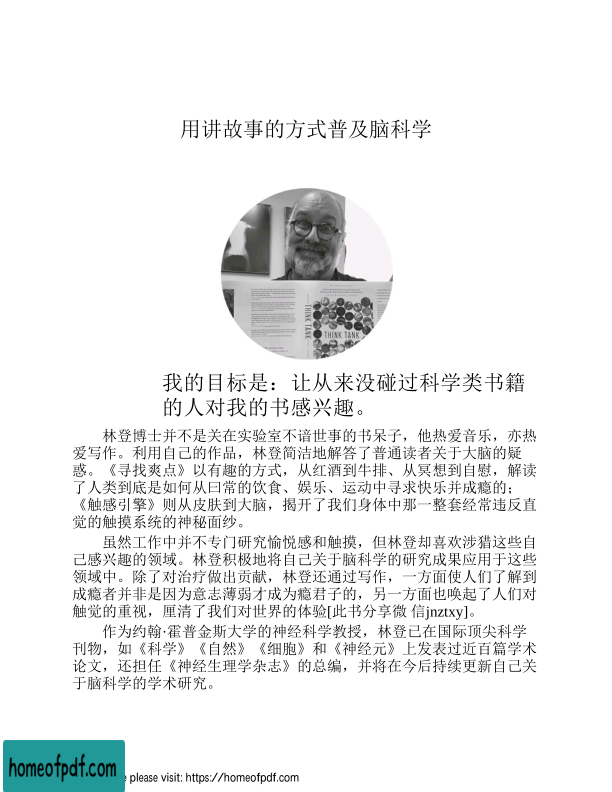 用讲故事的方式普及脑科学
THINK TANK
THINK TANK
我的目标是：让从来没碰过科学类书籍
的人对我的书感兴趣。
林登博士并不是关在实验室不谙世事的书呆子，他热爱音乐，亦热
爱写作。利用自己的作品，林登简洁地解答了普通读者关于大脑的疑
惑。《寻找爽点》以有趣的方式，从红酒到牛排、从冥想到自慰，解读
了人类到底是如何从日常的饮食、娱乐、运动中寻求快乐并成瘾的；
《触感引擎》则从皮肤到大脑，揭开了我们身体中那一整套经常违反直
觉的触摸系统的神秘面纱。
虽然工作中并不专门研究愉悦感和触摸，但林登却喜欢涉猎这些自
己感兴趣的领域。林登积极地将自己关于脑科学的研究成果应用于这些
领域中。除了对治疗做出贡献，林登还通过写作，一方面使人们了解到
成瘾者并非是因为意志薄弱才成为瘾君子的，另一方面也唤起了人们对
触觉的重视，厘清了我们对世界的体验[此书分享微 信jnztxy]。
作为约翰·霍普金斯大学的神经科学教授，林登已在国际顶尖科学
刊物，如《科学》《自然》《细胞》和《神经元》上发表过近百篇学术
论文，还担任《神经生理学杂志》的总编，并将在今后持续更新自己关
于脑科学的学术研究。
homeofpdf.com
e please visit: https://homeofpdf.com